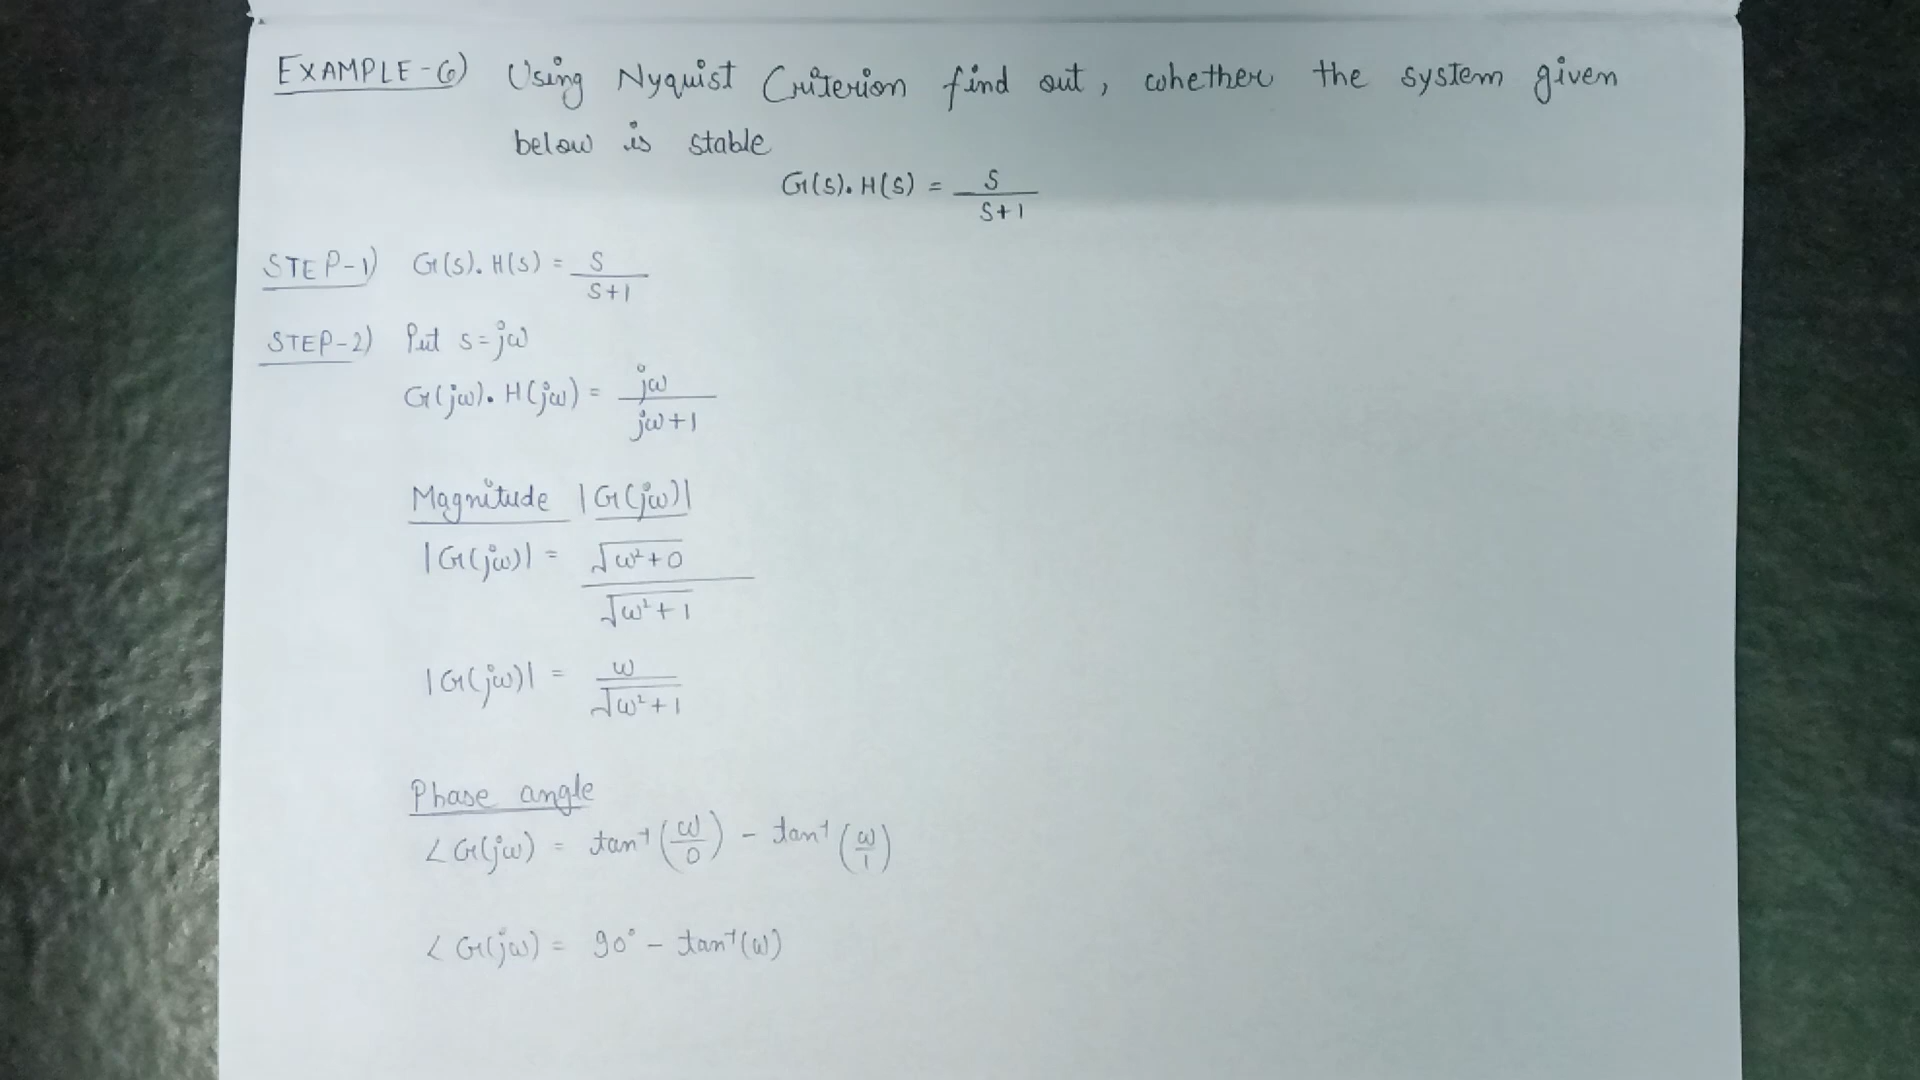 EXAMPLE-6) Using Nyquist Criterion find out, whether the system given
below is stable
G(s).H(s) = s/(s+1)
STEP-1) G(s).H(s) = s/(s+1)
STEP-2) Put s=jω
G(jω).H(jω) = jω/(jω+1)
Magnitude |G(jω)|
|G(jω)| = √(ω²+0)/√(ω²+1)
|G(jω)| = ω/√(ω²+1)
Phase angle
∠G(jω) = tan⁻¹(ω/0) - tan⁻¹(ω/1)
∠G(jω) = 90° - tan⁻¹(ω)